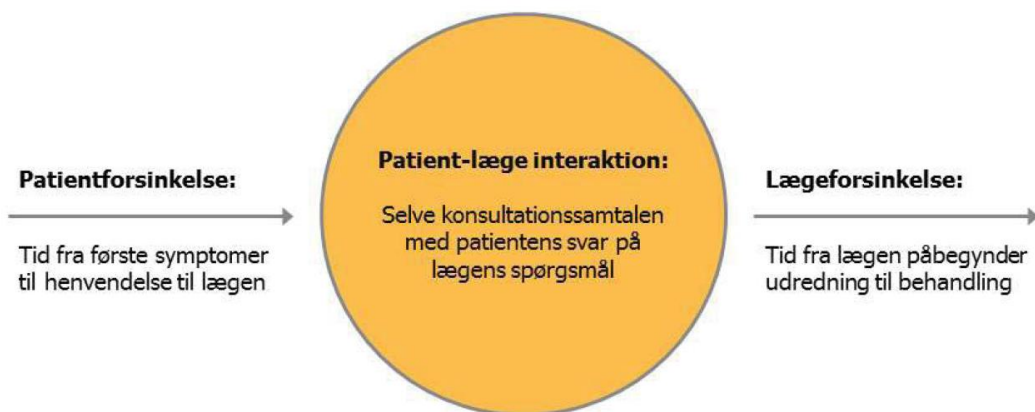 Patientforsinkelse:
Tid fra første symptomer
til henvendelse til lægen
Patient-læge interaktion:
Selve konsultationssamtalen
med patientens svar på
lægens spørgsmål
Lægeforsinkelse:
Tid fra lægen påbegynder
udredning til behandling